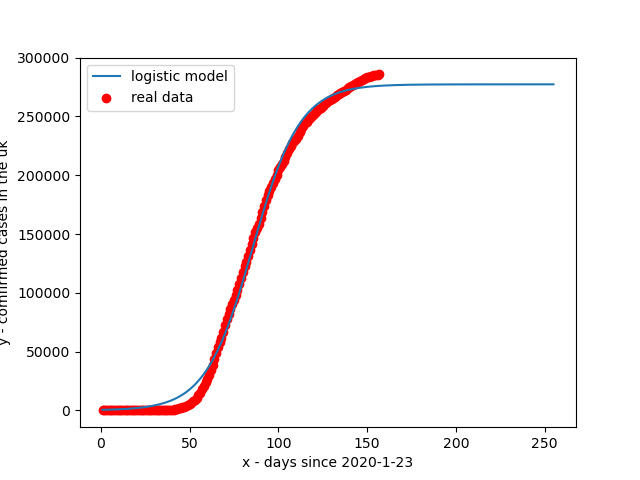 300000
250000
200000
150000
100000
50000
0
logistic model
real data
y - comfirmed cases in the uk
0 50 100 150 200 250
x - days since 2020-1-23